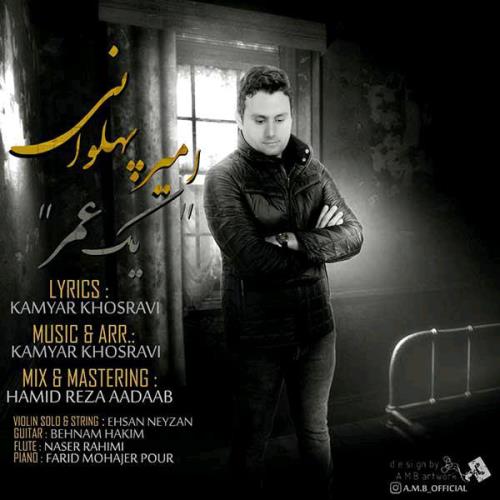 امیر پهلوانی
"یک عمر"
LYRICS :
KAMYAR KHOSRAVI
MUSIC & ARR.:
KAMYAR KHOSRAVI
MIX & MASTERING :
HAMID REZA AADAAB
VIOLIN SOLO & STRING : EHSAN NEYZAN
GUITAR : BEHNAM HAKIM
FLUTE : NASER RAHIMI
PIANO : FARID MOHAJER POUR
design by
A.M.B artwork
A.M.B_OFFICIAL